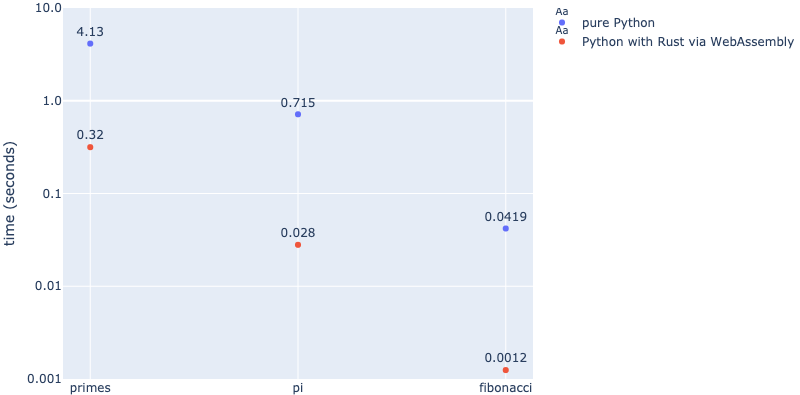 10.0
Aa
pure Python
Aa
Python with Rust via WebAssembly
4.13
1.0
0.715
0.32
time (seconds)
0.1
0.028
0.0419
0.01
0.0012
0.001
primes
pi
fibonacci